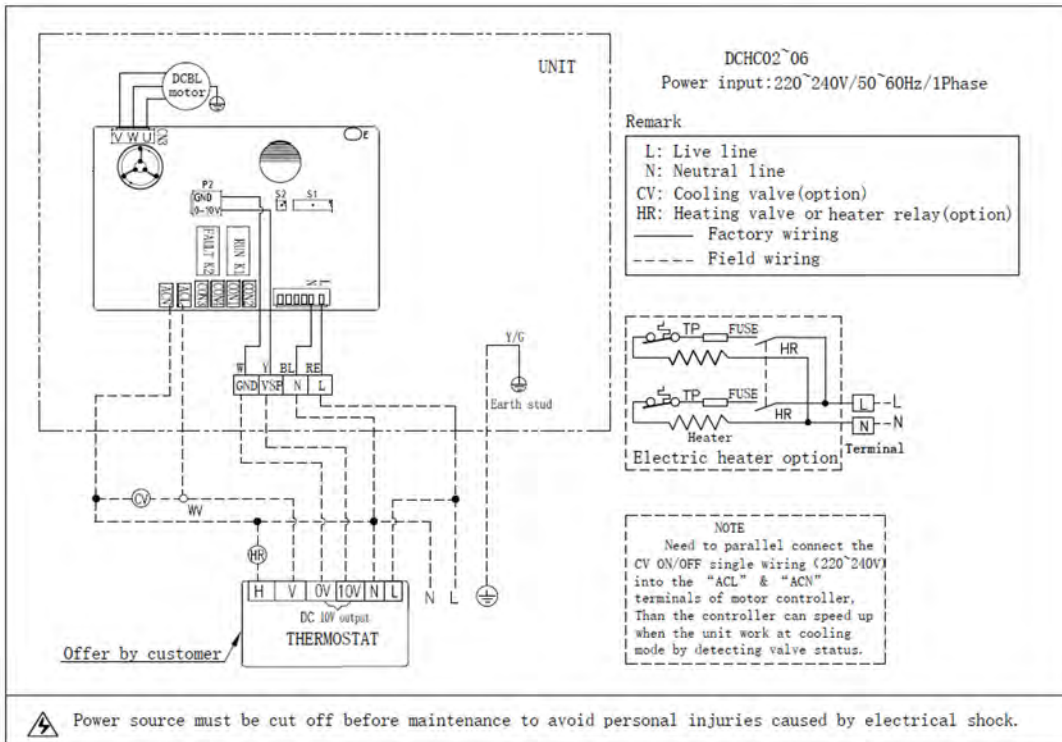 UNIT
DCBL
motor
V W U
CN3
E
P2
GND
0-10V
S2
S1
FAULT K2
RUN K1
ACN
ACL
N
L
W
Y
BL
RE
GND
VSP
N
L
Y/G
Earth stud
CV
WV
HR
H
V
0V
10V
N
L
DC 10V output
THERMOSTAT
N
L
Offer by customer
DCHC02~06
Power input:220~240V/50~60Hz/1Phase
Remark
L: Live line
N: Neutral line
CV: Cooling valve(option)
HR: Heating valve or heater relay(option)
Factory wiring
Field wiring
TP
FUSE
HR
TP
FUSE
HR
Heater
L
L
N
N
Terminal
Electric heater option
NOTE
Need to parallel connect the
CV ON/OFF single wiring (220~240V)
into the “ACL” & “ACN”
terminals of motor controller,
Than the controller can speed up
when the unit work at cooling
mode by detecting valve status.
Power source must be cut off before maintenance to avoid personal injuries caused by electrical shock.